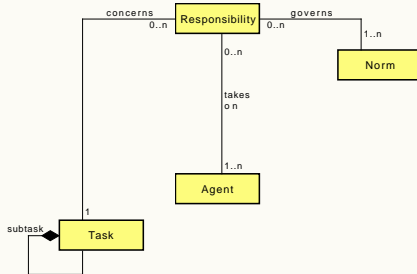 concerns
Responsibility
governs
0..n
0..n
0..n
1..n
Norm
takes
on
1..n
Agent
1
subtask
Task